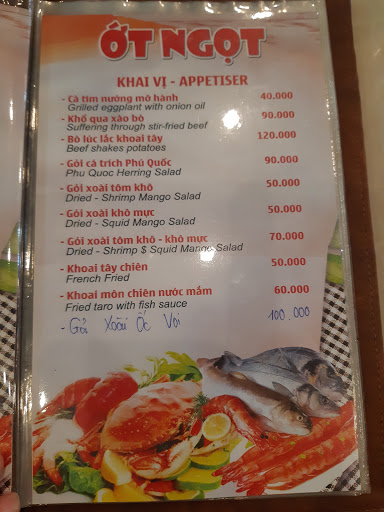 ỚT NGỌT
KHAI VỊ - APPETISER
- Cà tím nướng mỡ hành 40.000
Grilled eggplant with onion oil
- Khổ qua xào bò 90.000
Suffering through stir-fried beef
- Bò lúc lắc khoai tây 120.000
Beef shakes potatoes
- Gỏi cà trích Phú Quốc 90.000
Phu Quoc Herring Salad
- Gỏi xoài tôm khô 50.000
Dried - Shrimp Mango Salad
- Gỏi xoài khô mực 50.000
Dried - Squid Mango Salad
- Gỏi xoài tôm khô - khô mực 70.000
Dried - Shrimp $ Squid Mango Salad
- Khoai tây chiên 50.000
French Fried
- Khoai môn chiên nước mắm 60.000
Fried taro with fish sauce
- Gỏi Xoài Ốc Voi 100.000